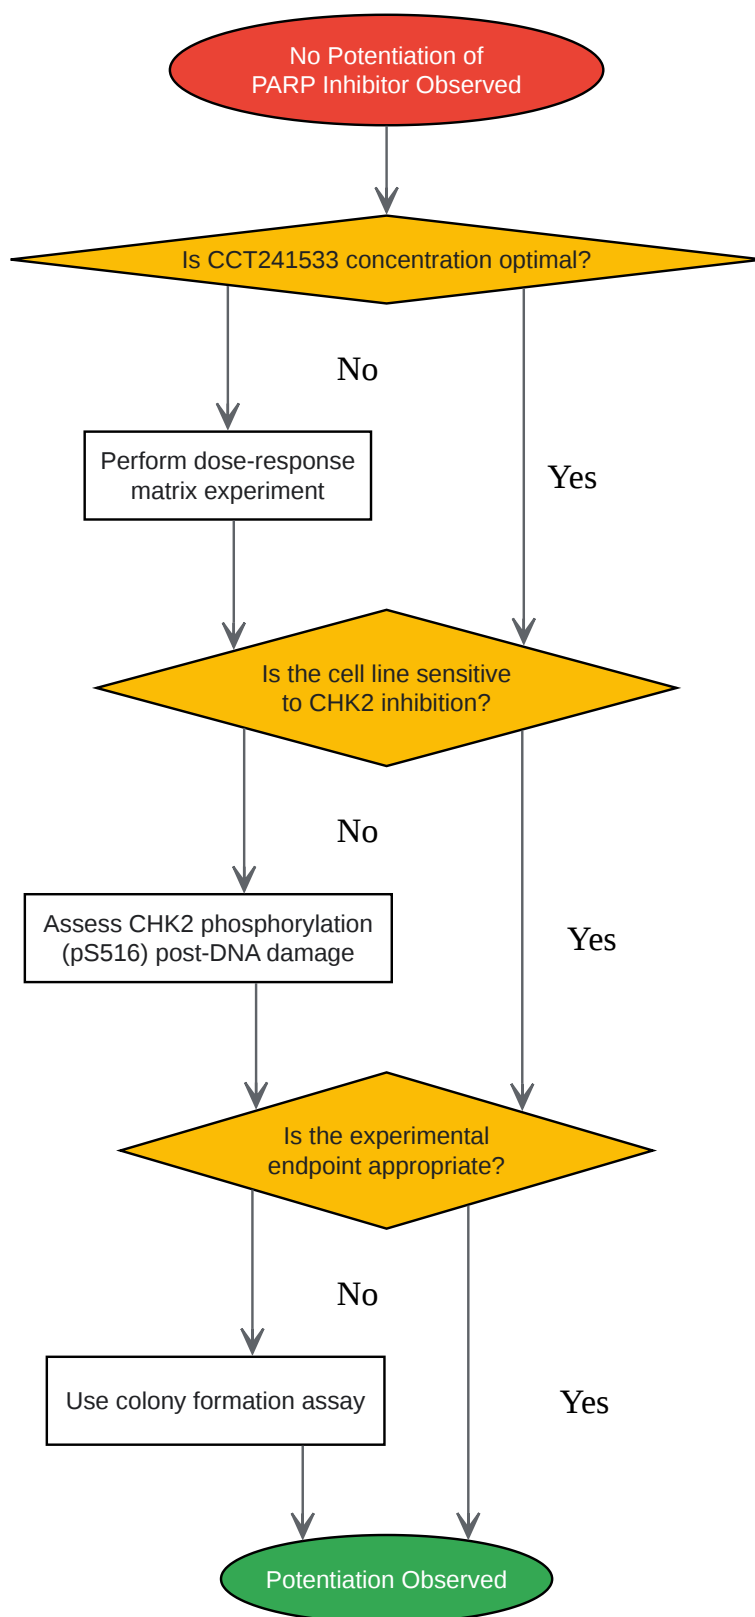 No Potentiation of
PARP Inhibitor Observed
Is CCT241533 concentration optimal?
No
Perform dose-response
matrix experiment
Yes
Is the cell line sensitive
to CHK2 inhibition?
No
Assess CHK2 phosphorylation
(pS516) post-DNA damage
Yes
Is the experimental
endpoint appropriate?
No
Use colony formation assay
Yes
Potentiation Observed